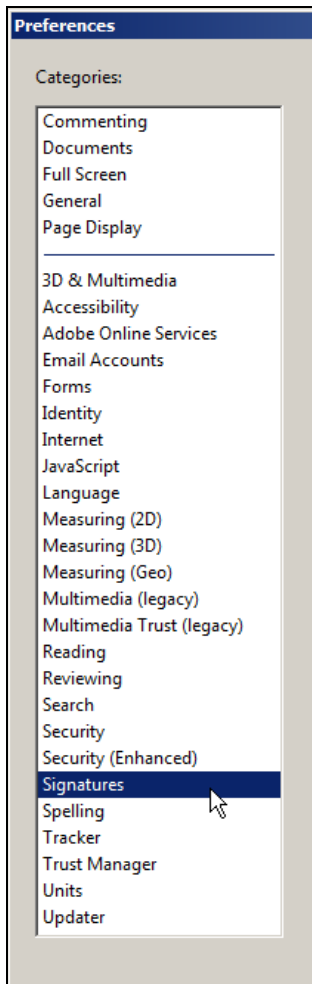 Preferences
Categories:
Commenting
Documents
Full Screen
General
Page Display
3D & Multimedia
Accessibility
Adobe Online Services
Email Accounts
Forms
Identity
Internet
JavaScript
Language
Measuring (2D)
Measuring (3D)
Measuring (Geo)
Multimedia (legacy)
Multimedia Trust (legacy)
Reading
Reviewing
Search
Security
Security (Enhanced)
Signatures
Spelling
Tracker
Trust Manager
Units
Updater